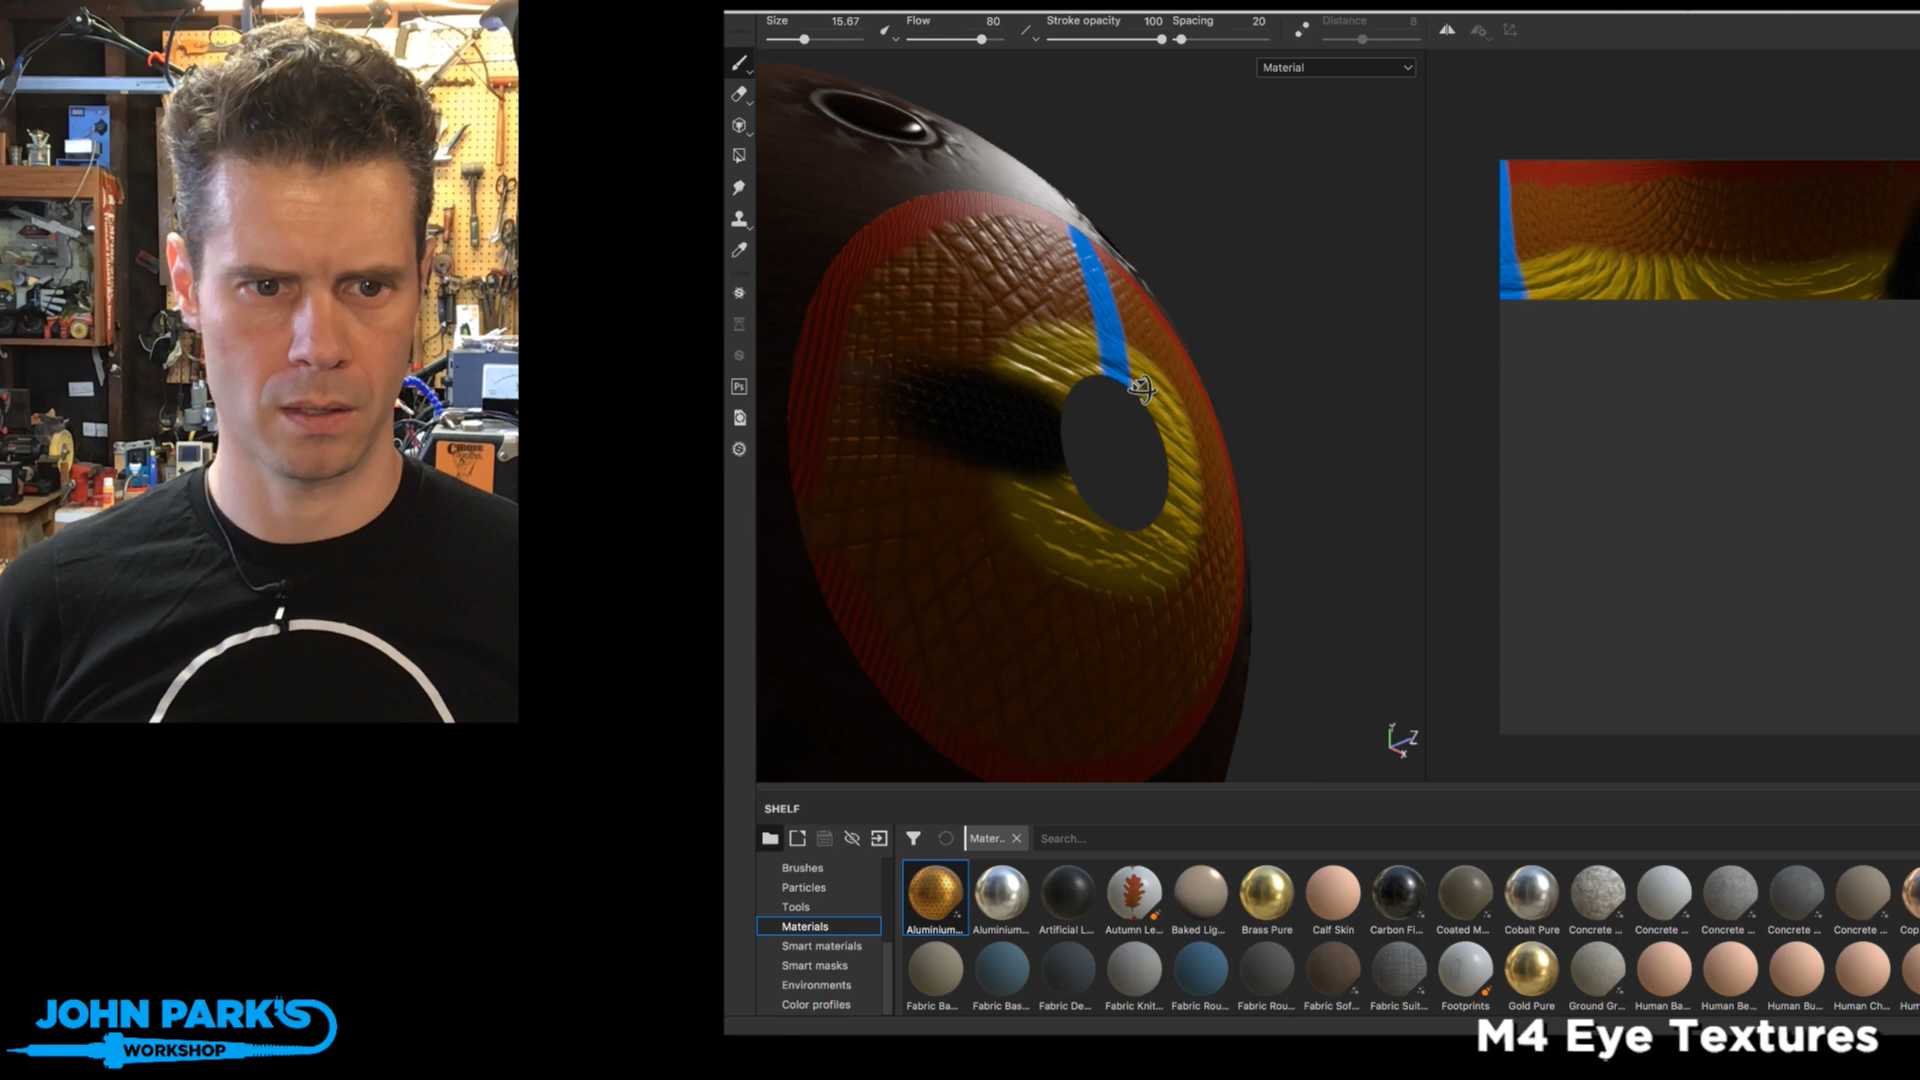 Size 15.67 Flow 80 Stroke opacity 100 Spacing 20 Distance 8
Material
Ps
Y
Z
X
SHELF
Mater.. Search...
Brushes
Particles
Tools
Materials
Smart materials
Smart masks
Environments
Color profiles
Aluminium... Aluminium... Artificial L... Autumn Le... Baked Lig... Brass Pure Calf Skin Carbon Fi... Coated M... Cobalt Pure Concrete ... Concrete ... Concrete ... Concrete ... Concrete ... Cop
Fabric Ba... Fabric Bas... Fabric De... Fabric Knit... Fabric Rou... Fabric Rou... Fabric Sof... Fabric Suit... Footprints Gold Pure Ground Gr... Human Ba... Human Be... Human Bu... Human Ch... Hum
JOHN PARK'S
WORKSHOP
M4 Eye Textures